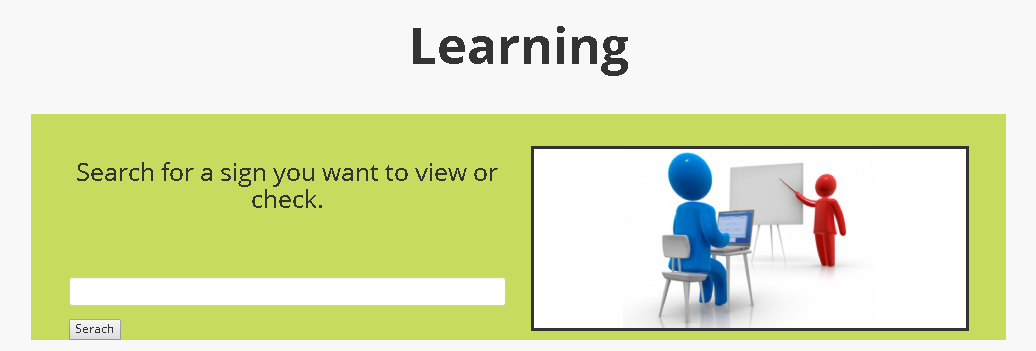 Learning
Search for a sign you want to view or
check.
Serach